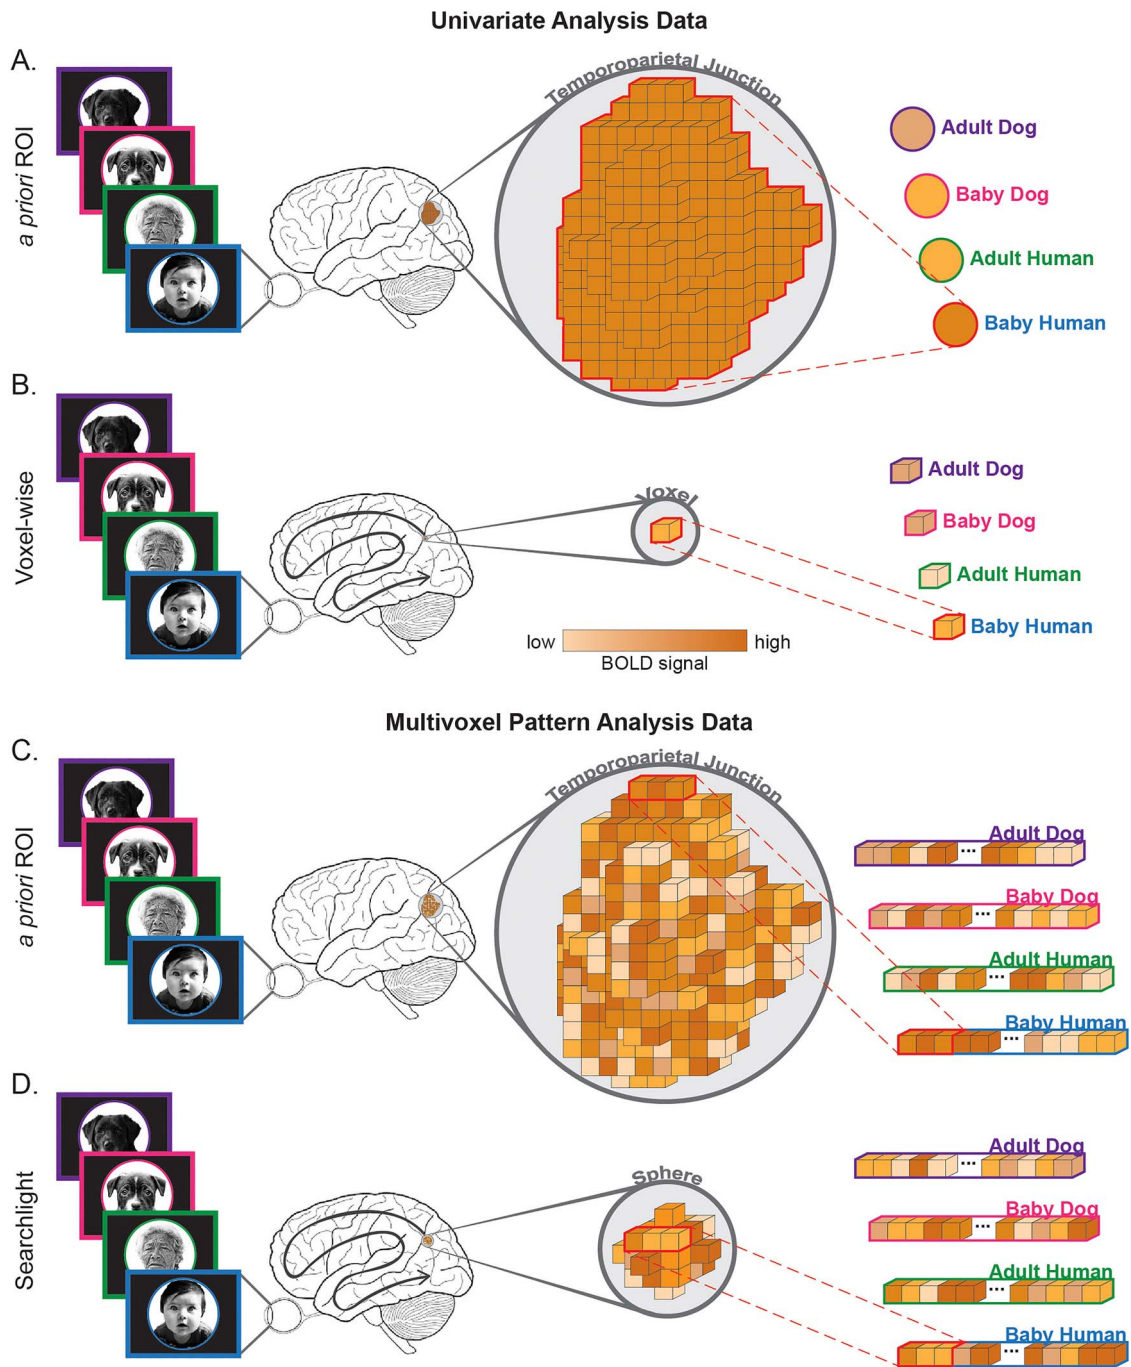 Univariate Analysis Data
A.
a priori ROI
Temporoparietal Junction
Adult Dog
Baby Dog
Adult Human
Baby Human
B.
Voxel-wise
Voxel
Adult Dog
Baby Dog
Adult Human
Baby Human
low
high
BOLD signal
Multivoxel Pattern Analysis Data
C.
a priori ROI
Temporoparietal Junction
Adult Dog
...
Baby Dog
...
Adult Human
...
Baby Human
...
D.
Searchlight
Sphere
Adult Dog
...
Baby Dog
...
Adult Human
...
Baby Human
...